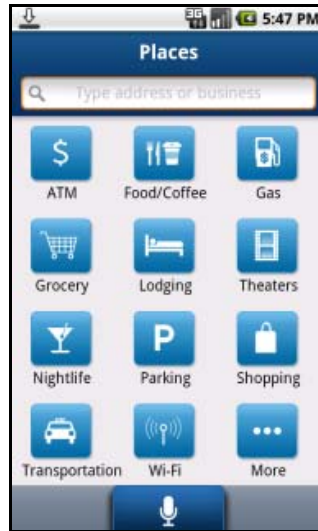 3G 5:47 PM
Places
Type address or business
ATM Food/Coffee Gas
Grocery Lodging Theaters
P
Nightlife Parking Shopping
Transportation Wi-Fi More